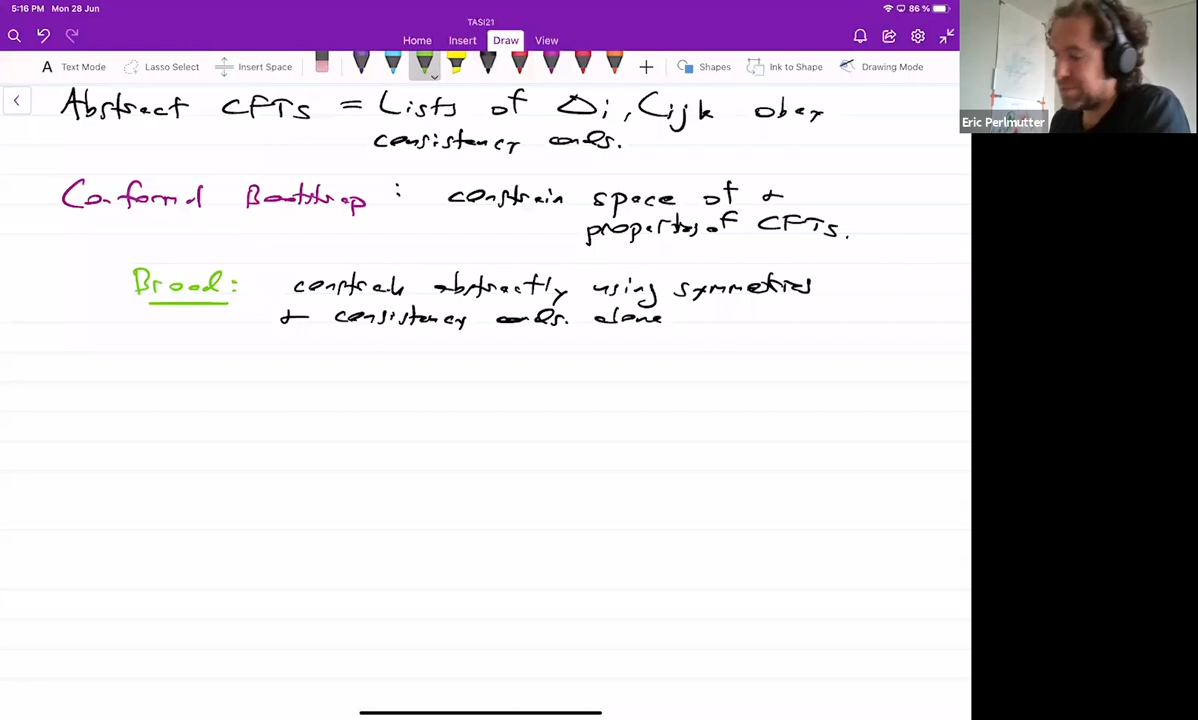 5:16 PM Mon 28 Jun
86 %
TASI21
Home Insert Draw View
A Text Mode Lasso Select Insert Space Shapes Ink to Shape Drawing Mode
Eric Perlmutter
Abstract CFTs = Lists of Δi, Cijk obey
consistency conds.
Conformal Bootstrap : constrain space of +
properties of CFTs.
Broad: constrain abstractly using symmetries
+ consistency conds. alone